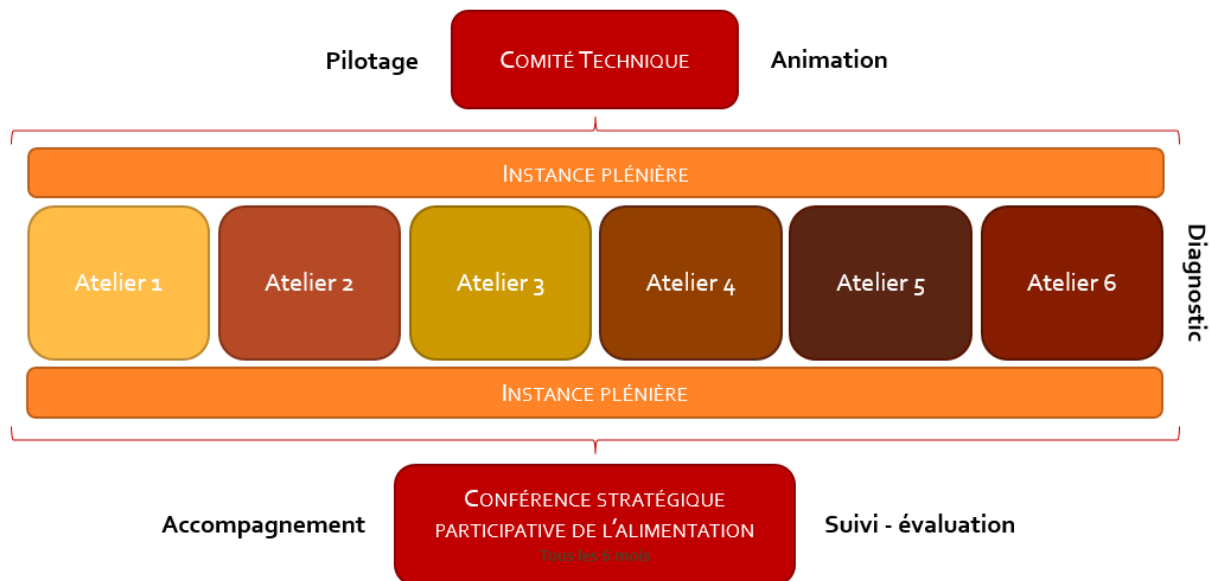 Pilotage
COMITÉ TECHNIQUE
Animation
INSTANCE PLÉNIÈRE
Atelier 1
Atelier 2
Atelier 3
Atelier 4
Atelier 5
Atelier 6
Diagnostic
INSTANCE PLÉNIÈRE
Accompagnement
CONFÉRENCE STRATÉGIQUE
PARTICIPATIVE DE L'ALIMENTATION
Tous les 6 mois
Suivi - évaluation